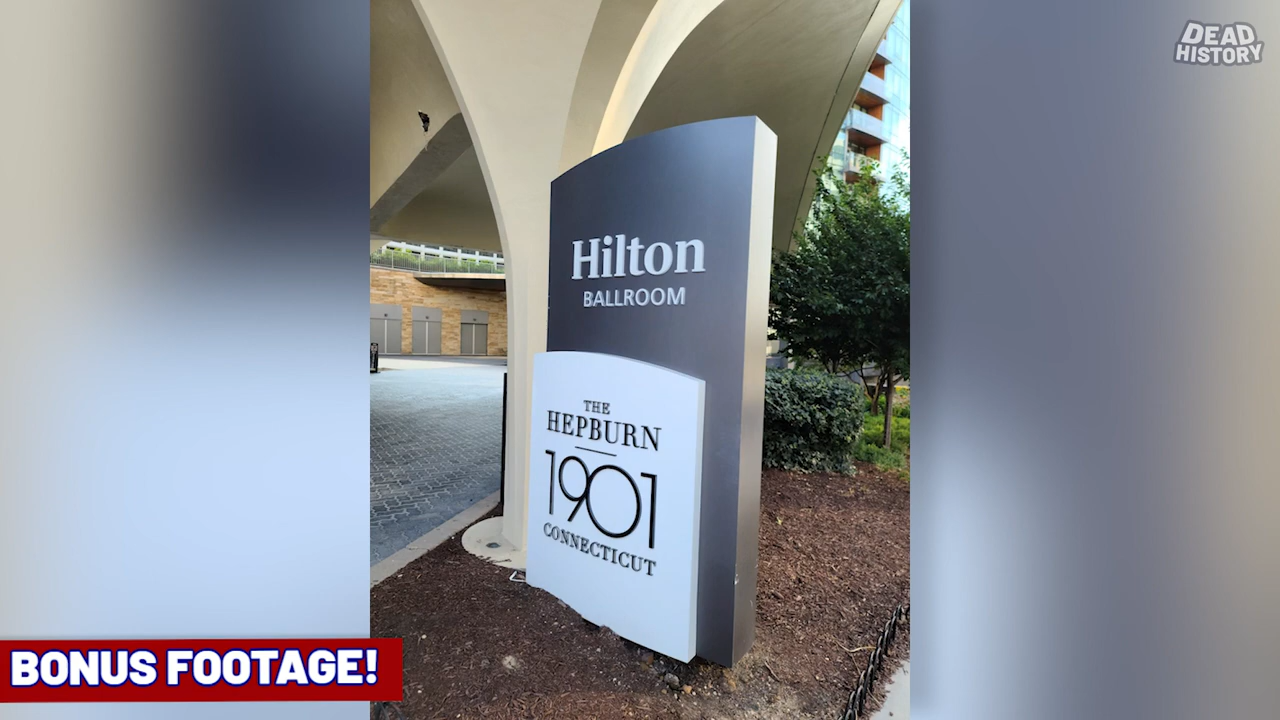 DEAD
HISTORY
Hilton
BALLROOM
THE
HEPBURN
1901
CONNECTICUT
BONUS FOOTAGE!